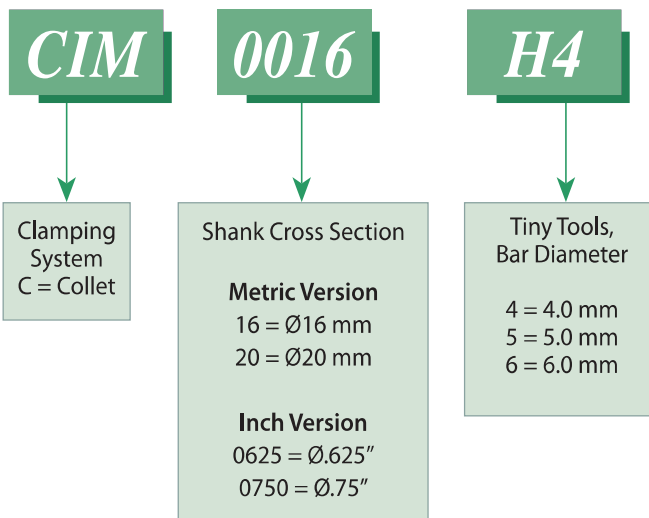 CIM
0016
H4
Clamping
System
C = Collet
Shank Cross Section
Metric Version
16 = Ø16 mm
20 = Ø20 mm
Inch Version
0625 = Ø.625″
0750 = Ø.75″
Tiny Tools,
Bar Diameter
4 = 4.0 mm
5 = 5.0 mm
6 = 6.0 mm